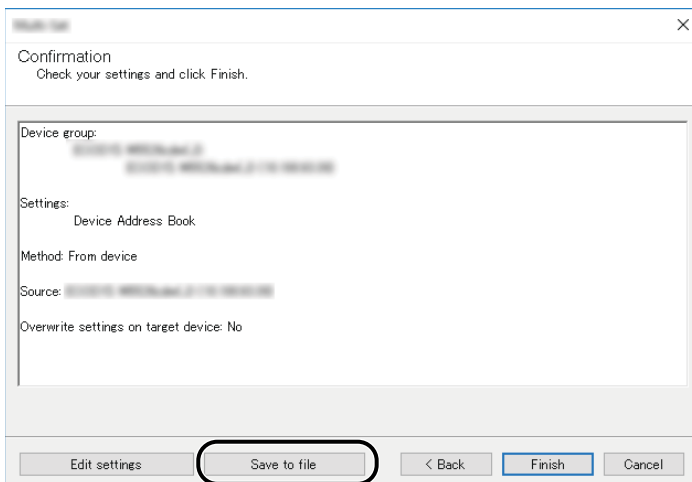 Confirmation
Check your settings and click Finish.
Device group:
Settings:
Device Address Book
Method: From device
Source:
Overwrite settings on target device: No
Edit settings
Save to file
< Back
Finish
Cancel